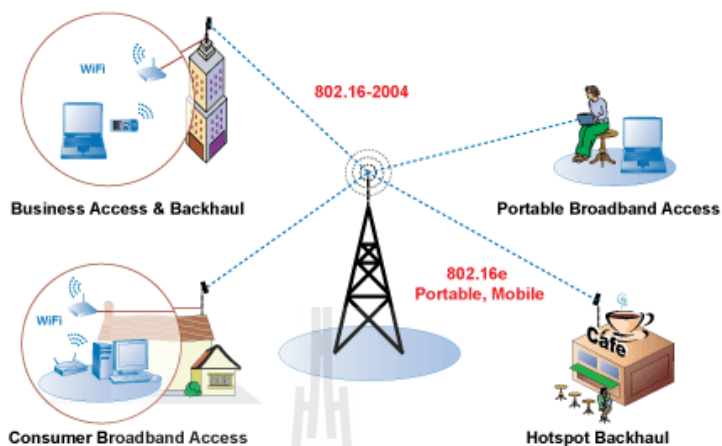 WiFi
802.16-2004
Business Access & Backhaul
Portable Broadband Access
802.16e
Portable, Mobile
WiFi
Cafe
Consumer Broadband Access
Hotspot Backhaul